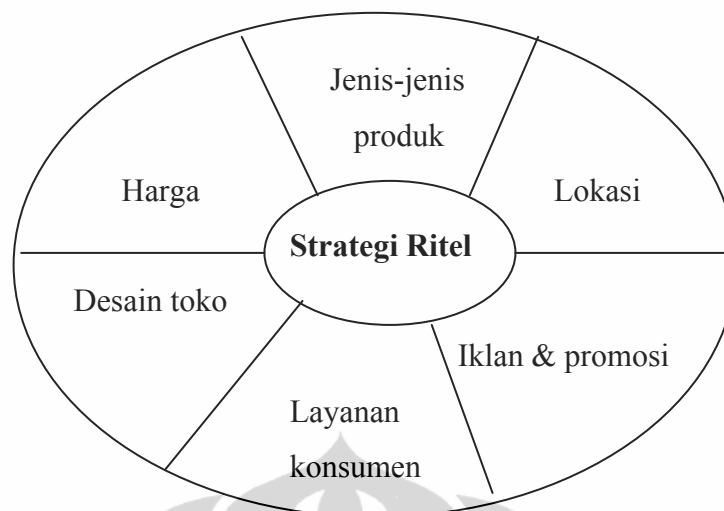 Jenis-jenis
produk
Harga
Lokasi
Strategi Ritel
Desain toko
Iklan & promosi
Layanan
konsumen